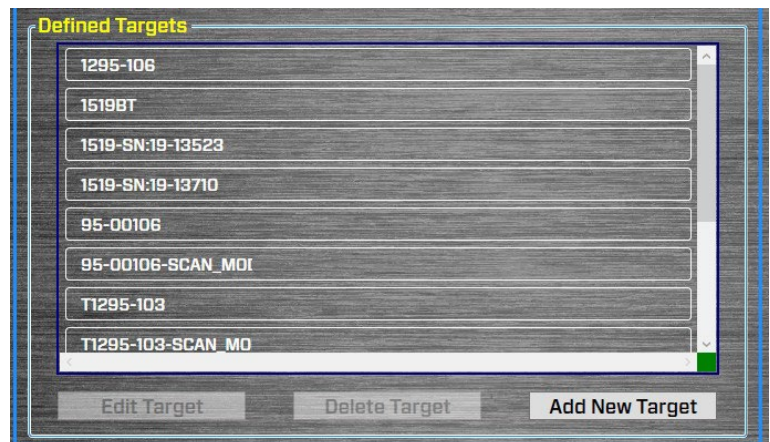 Defined Targets
1295-106
1519BT
1519-SN:19-13523
1519-SN:19-13710
95-00106
95-00106-SCAN_MO
T1295-103
T1295-103-SCAN_MO
Edit Target Delete Target Add New Target